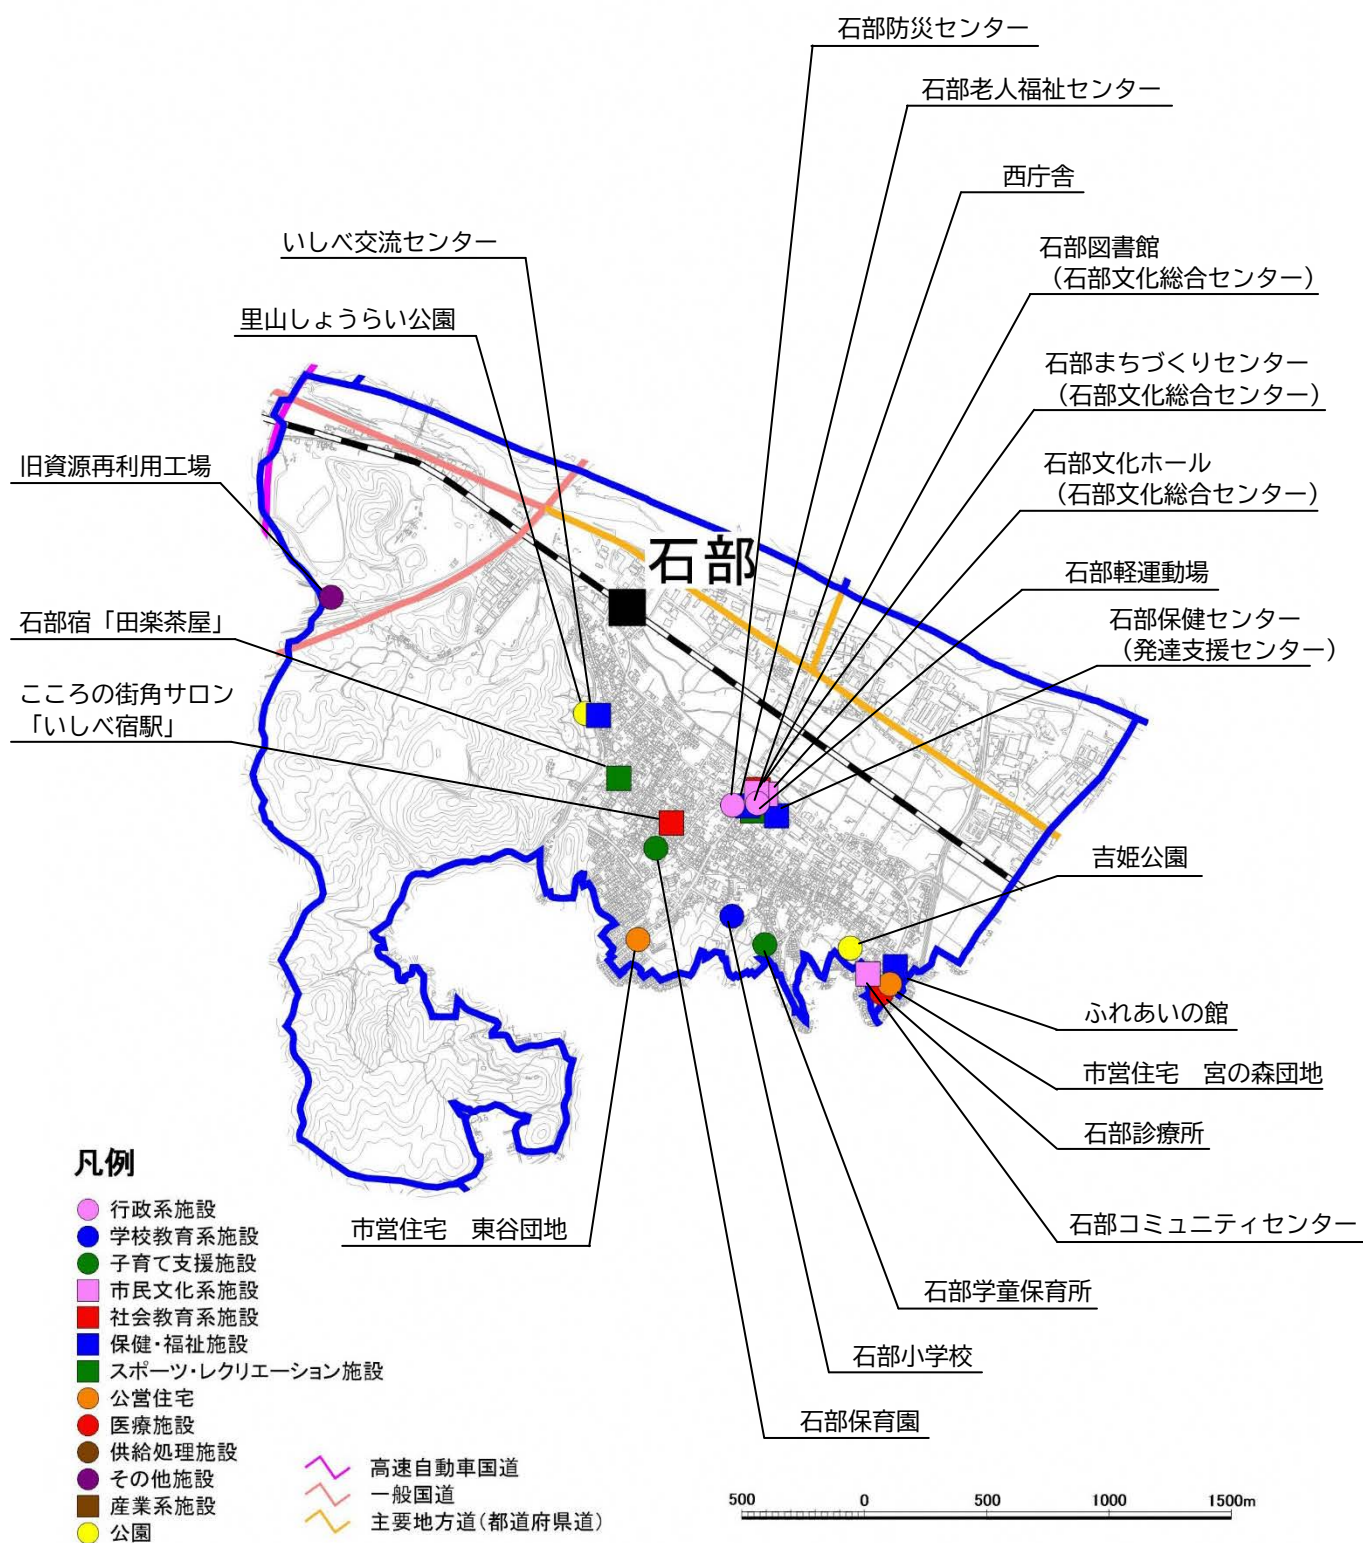 石部防災センター
石部老人福祉センター
西庁舎
いしべ交流センター
石部図書館
（石部文化総合センター）
里山しょうらい公園
石部まちづくりセンター
（石部文化総合センター）
旧資源再利用工場
石部文化ホール
（石部文化総合センター）
石部
石部軽運動場
石部宿「田楽茶屋」
石部保健センター
（発達支援センター）
こころの街角サロン
「いしべ宿駅」
吉姫公園
ふれあいの館
市営住宅　宮の森団地
石部診療所
石部コミュニティセンター
市営住宅　東谷団地
石部学童保育所
石部小学校
石部保育園
凡例
行政系施設
学校教育系施設
子育て支援施設
市民文化系施設
社会教育系施設
保健・福祉施設
スポーツ・レクリエーション施設
公営住宅
医療施設
供給処理施設
その他施設
産業系施設
公園
高速自動車国道
一般国道
主要地方道（都道府県道）
500 0 500 1000 1500m